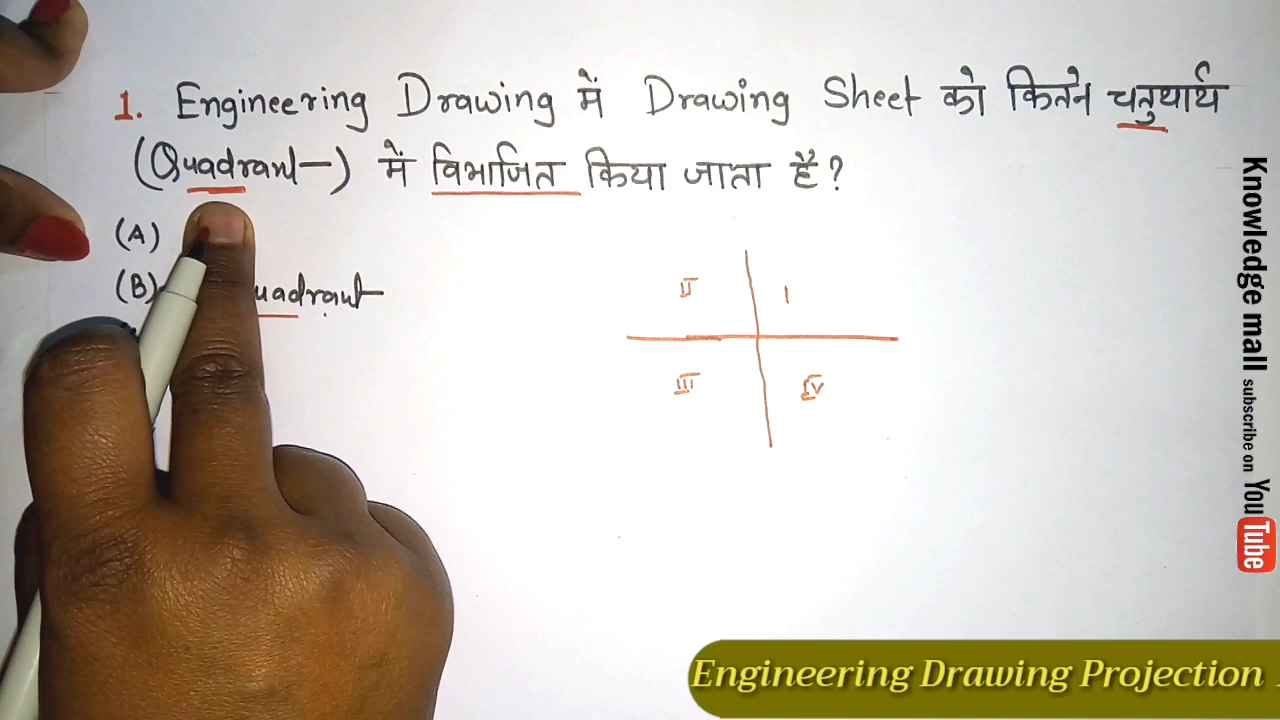 1. Engineering Drawing में Drawing Sheet को कितने चतुथार्थ
(Quadrant) में विभाजित किया जाता है?
(A)
(B) uadrant
II I
III IV
Knowledge mall subscribe on YouTube
Engineering Drawing Projection